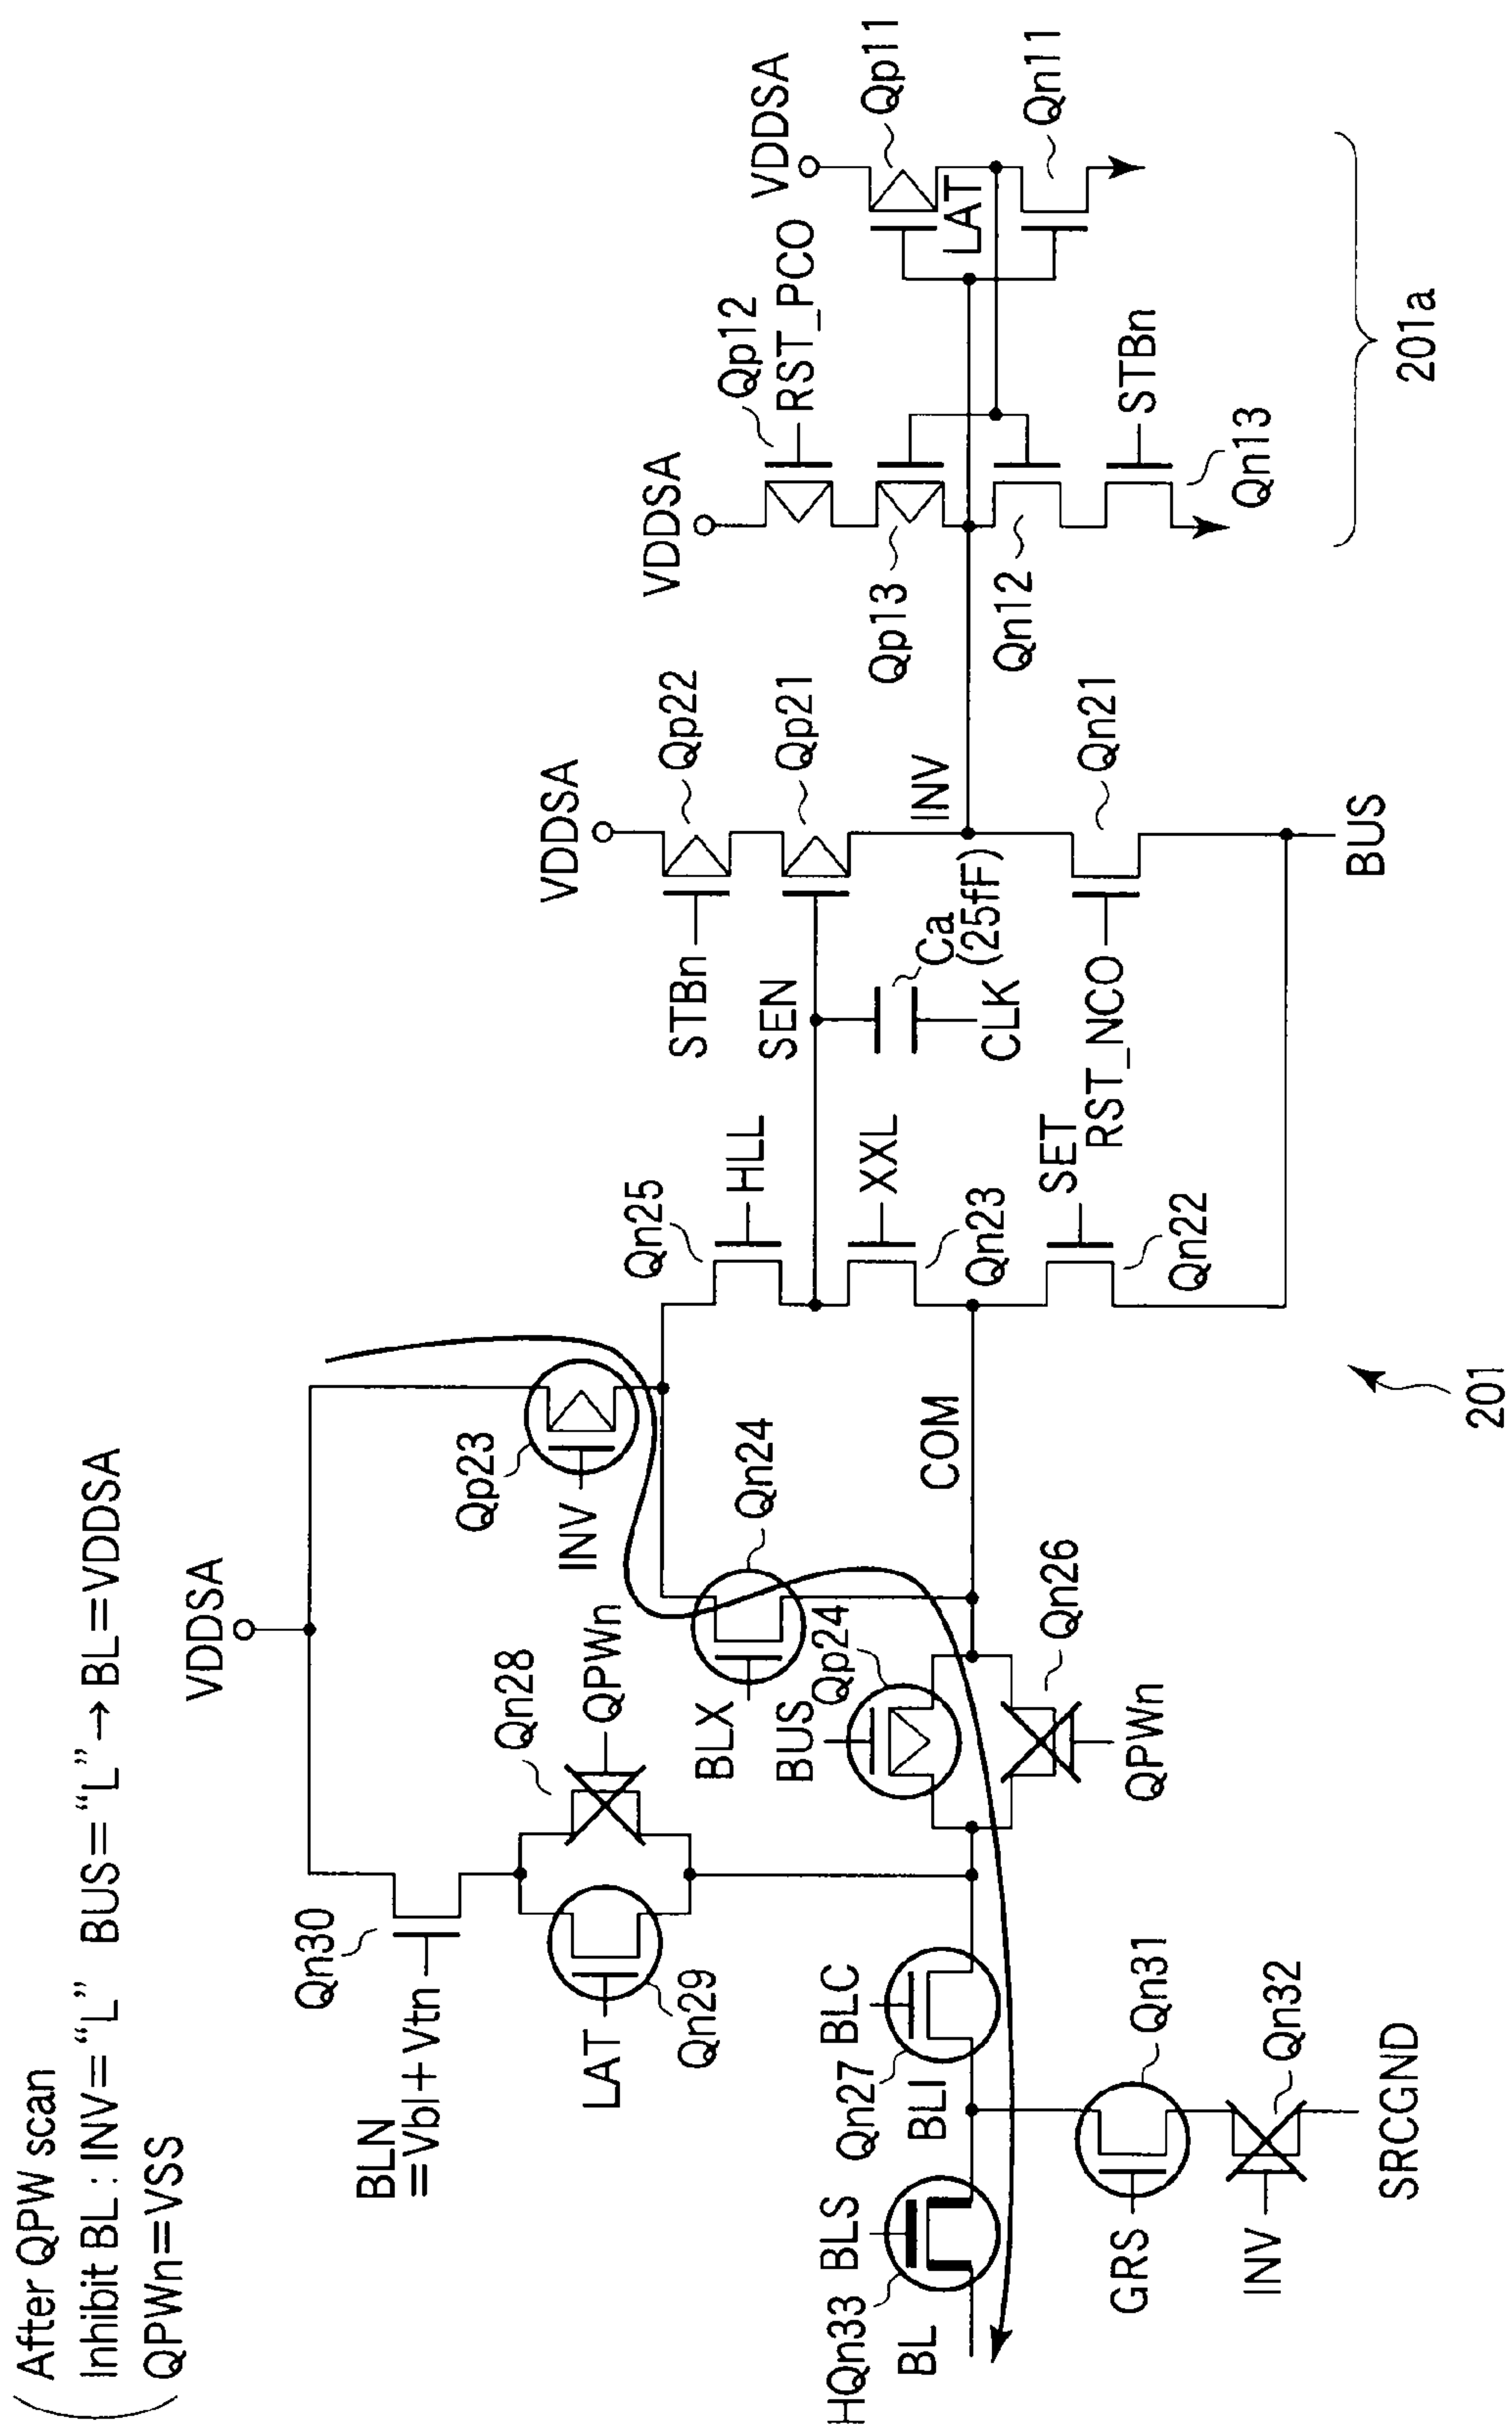 After QPW scan
Inhibit BL : INV=“L” BUS=“L”→BL=VDDSA
QPWn=VSS
VDDSA
Qn30
BLN
=Vbl+Vtn
Qn28
QPWn
LAT
Qn29
Qp23
INV
BLX
Qn24
BUS
Qp24
Qn26
QPWn
COM
HQn33
BLS
BL
Qn27
BLC
BLI
GRS
Qn31
INV
Qn32
SRCGND
Qn25
HLL
XXL
Qn23
SET
Qn22
VDDSA
STBn
Qp22
Qp21
SEN
Ca
(25fF)
CLK
INV
RST_NCO
Qn21
BUS
VDDSA
Qp12
RST_PCO
Qp13
Qn12
STBn
Qn13
VDDSA
Qp11
LAT
Qn11
201a
201